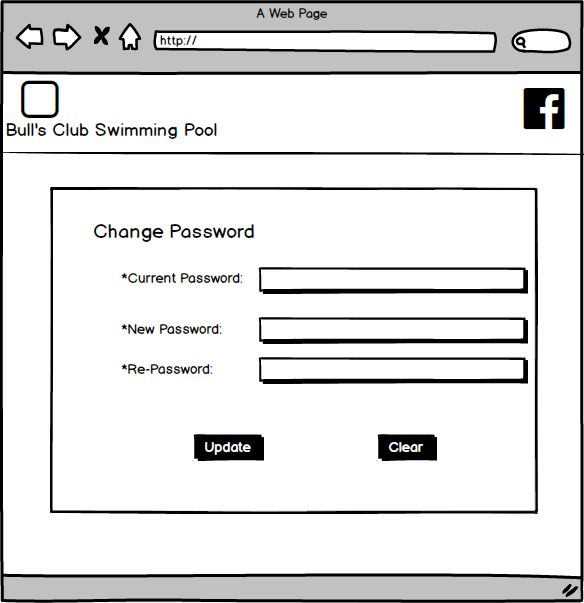 A Web Page
http://
Bull's Club Swimming Pool
f
Change Password
*Current Password:
*New Password:
*Re-Password:
Update Clear